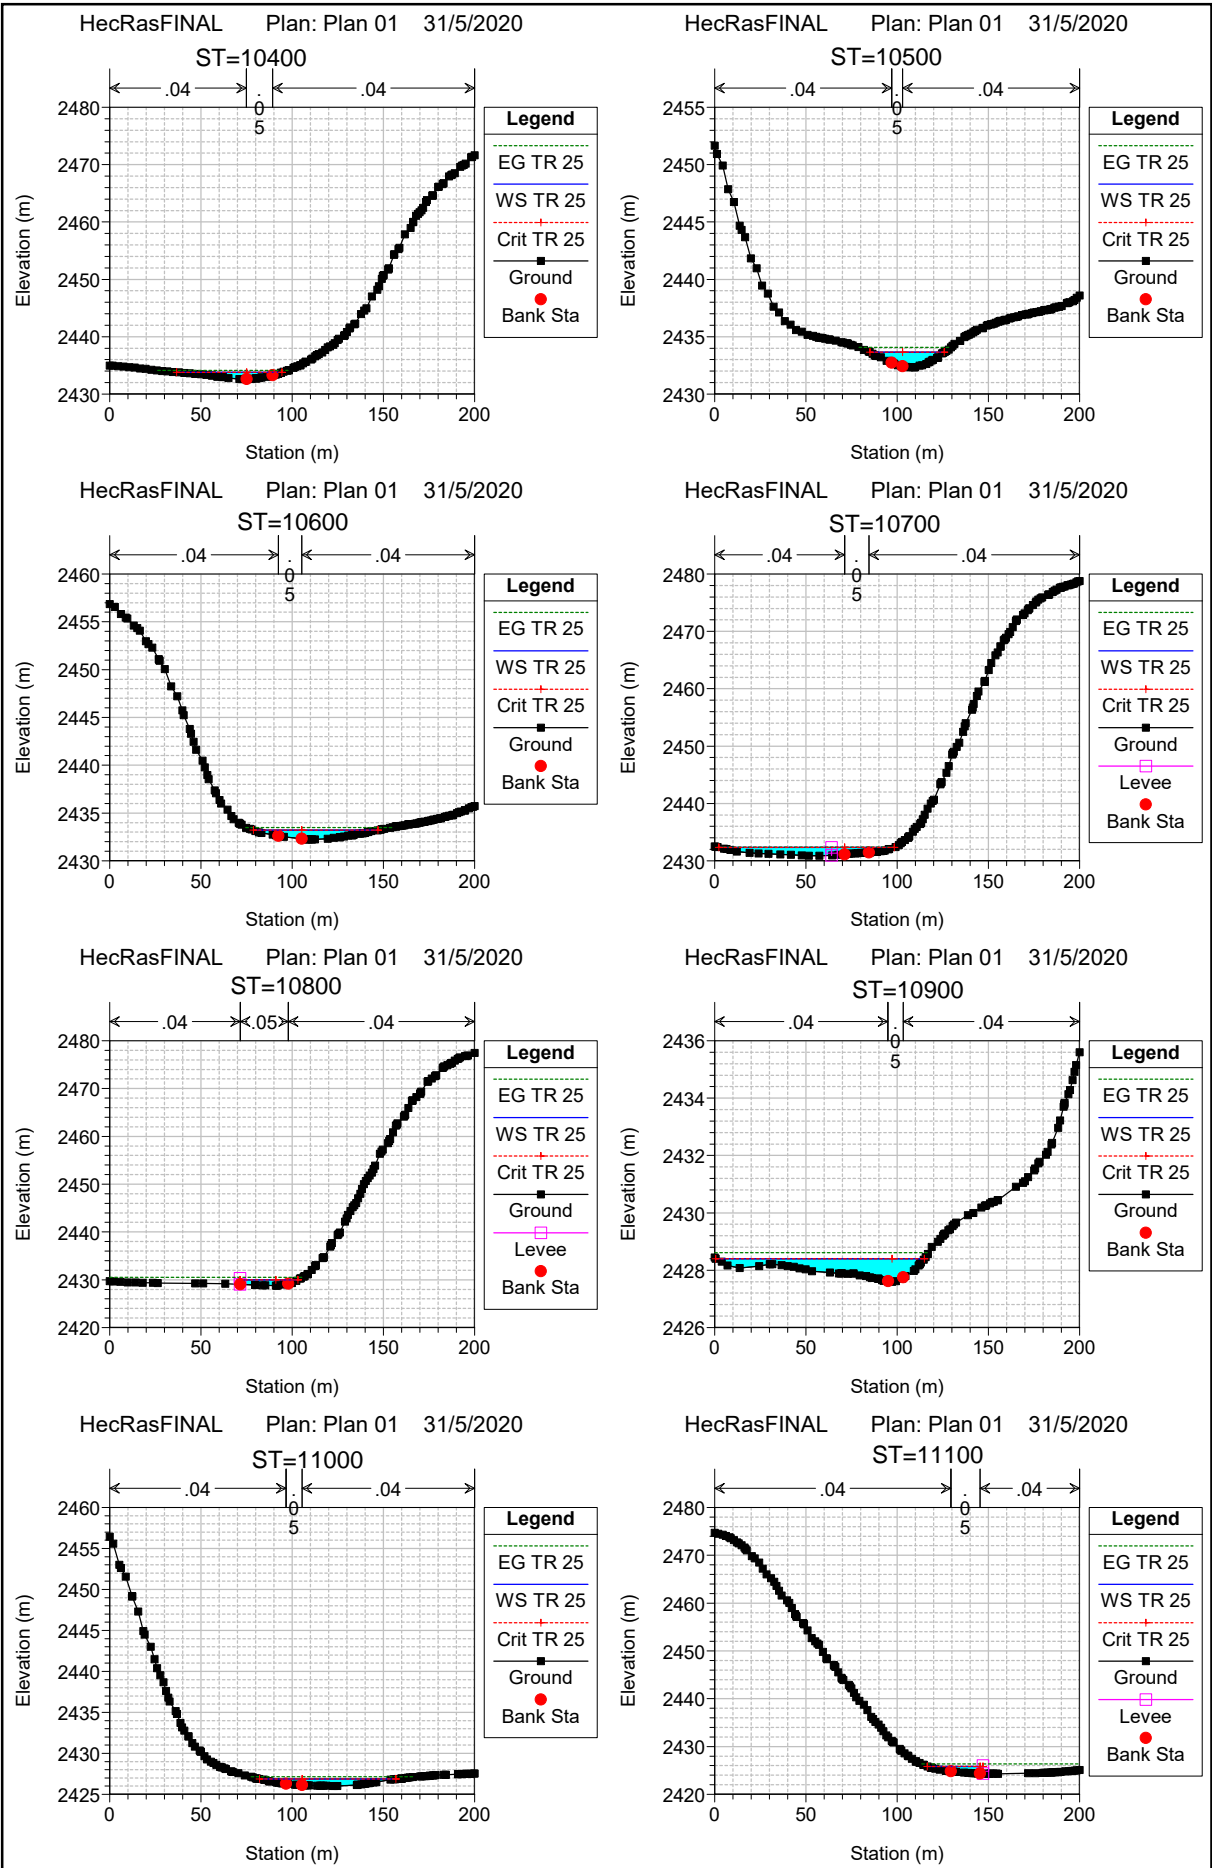 HecRasFINAL Plan: Plan 01 31/5/2020
ST=10400
.04 .05 .04
2480
2470
2460
2450
2440
2430
0 50 100 150 200
Elevation (m)
Station (m)
Legend
EG TR 25
WS TR 25
Crit TR 25
Ground
Bank Sta
HecRasFINAL Plan: Plan 01 31/5/2020
ST=10500
.04 .05 .04
2455
2450
2445
2440
2435
2430
0 50 100 150 200
Elevation (m)
Station (m)
Legend
EG TR 25
WS TR 25
Crit TR 25
Ground
Bank Sta
HecRasFINAL Plan: Plan 01 31/5/2020
ST=10600
.04 .05 .04
2460
2455
2450
2445
2440
2435
2430
0 50 100 150 200
Elevation (m)
Station (m)
Legend
EG TR 25
WS TR 25
Crit TR 25
Ground
Bank Sta
HecRasFINAL Plan: Plan 01 31/5/2020
ST=10700
.04 .05 .04
2480
2470
2460
2450
2440
2430
0 50 100 150 200
Elevation (m)
Station (m)
Legend
EG TR 25
WS TR 25
Crit TR 25
Ground
Levee
Bank Sta
HecRasFINAL Plan: Plan 01 31/5/2020
ST=10800
.04 .05 .04
2480
2470
2460
2450
2440
2430
2420
0 50 100 150 200
Elevation (m)
Station (m)
Legend
EG TR 25
WS TR 25
Crit TR 25
Ground
Levee
Bank Sta
HecRasFINAL Plan: Plan 01 31/5/2020
ST=10900
.04 .05 .04
2436
2434
2432
2430
2428
2426
0 50 100 150 200
Elevation (m)
Station (m)
Legend
EG TR 25
WS TR 25
Crit TR 25
Ground
Bank Sta
HecRasFINAL Plan: Plan 01 31/5/2020
ST=11000
.04 .05 .04
2460
2455
2450
2445
2440
2435
2430
2425
0 50 100 150 200
Elevation (m)
Station (m)
Legend
EG TR 25
WS TR 25
Crit TR 25
Ground
Bank Sta
HecRasFINAL Plan: Plan 01 31/5/2020
ST=11100
.04 .05 .04
2480
2470
2460
2450
2440
2430
2420
0 50 100 150 200
Elevation (m)
Station (m)
Legend
EG TR 25
WS TR 25
Crit TR 25
Ground
Levee
Bank Sta